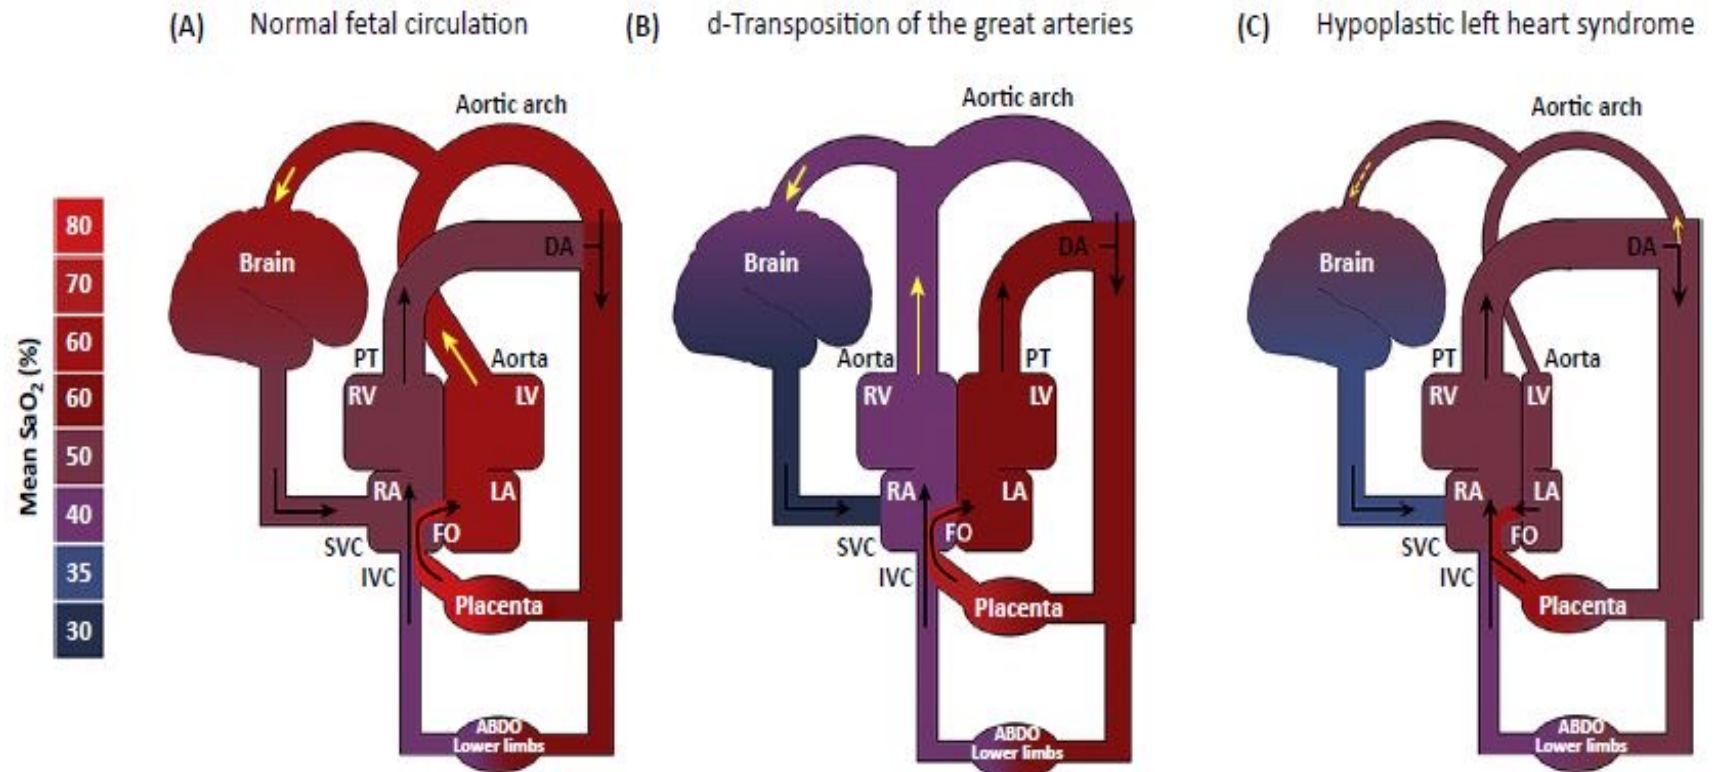 (A) Normal fetal circulation
(B) d-Transposition of the great arteries
(C) Hypoplastic left heart syndrome
Mean SaO₂ (%)
80
70
60
60
50
40
35
30
Aortic arch
Brain
DA
PT
Aorta
RV
LV
RA
LA
FO
SVC
IVC
Placenta
ABDO
Lower limbs
Aortic arch
Brain
DA
Aorta
PT
RV
LV
RA
LA
FO
SVC
IVC
Placenta
ABDO
Lower limbs
Aortic arch
Brain
DA
PT
Aorta
RV
LV
RA
LA
FO
SVC
IVC
Placenta
ABDO
Lower limbs